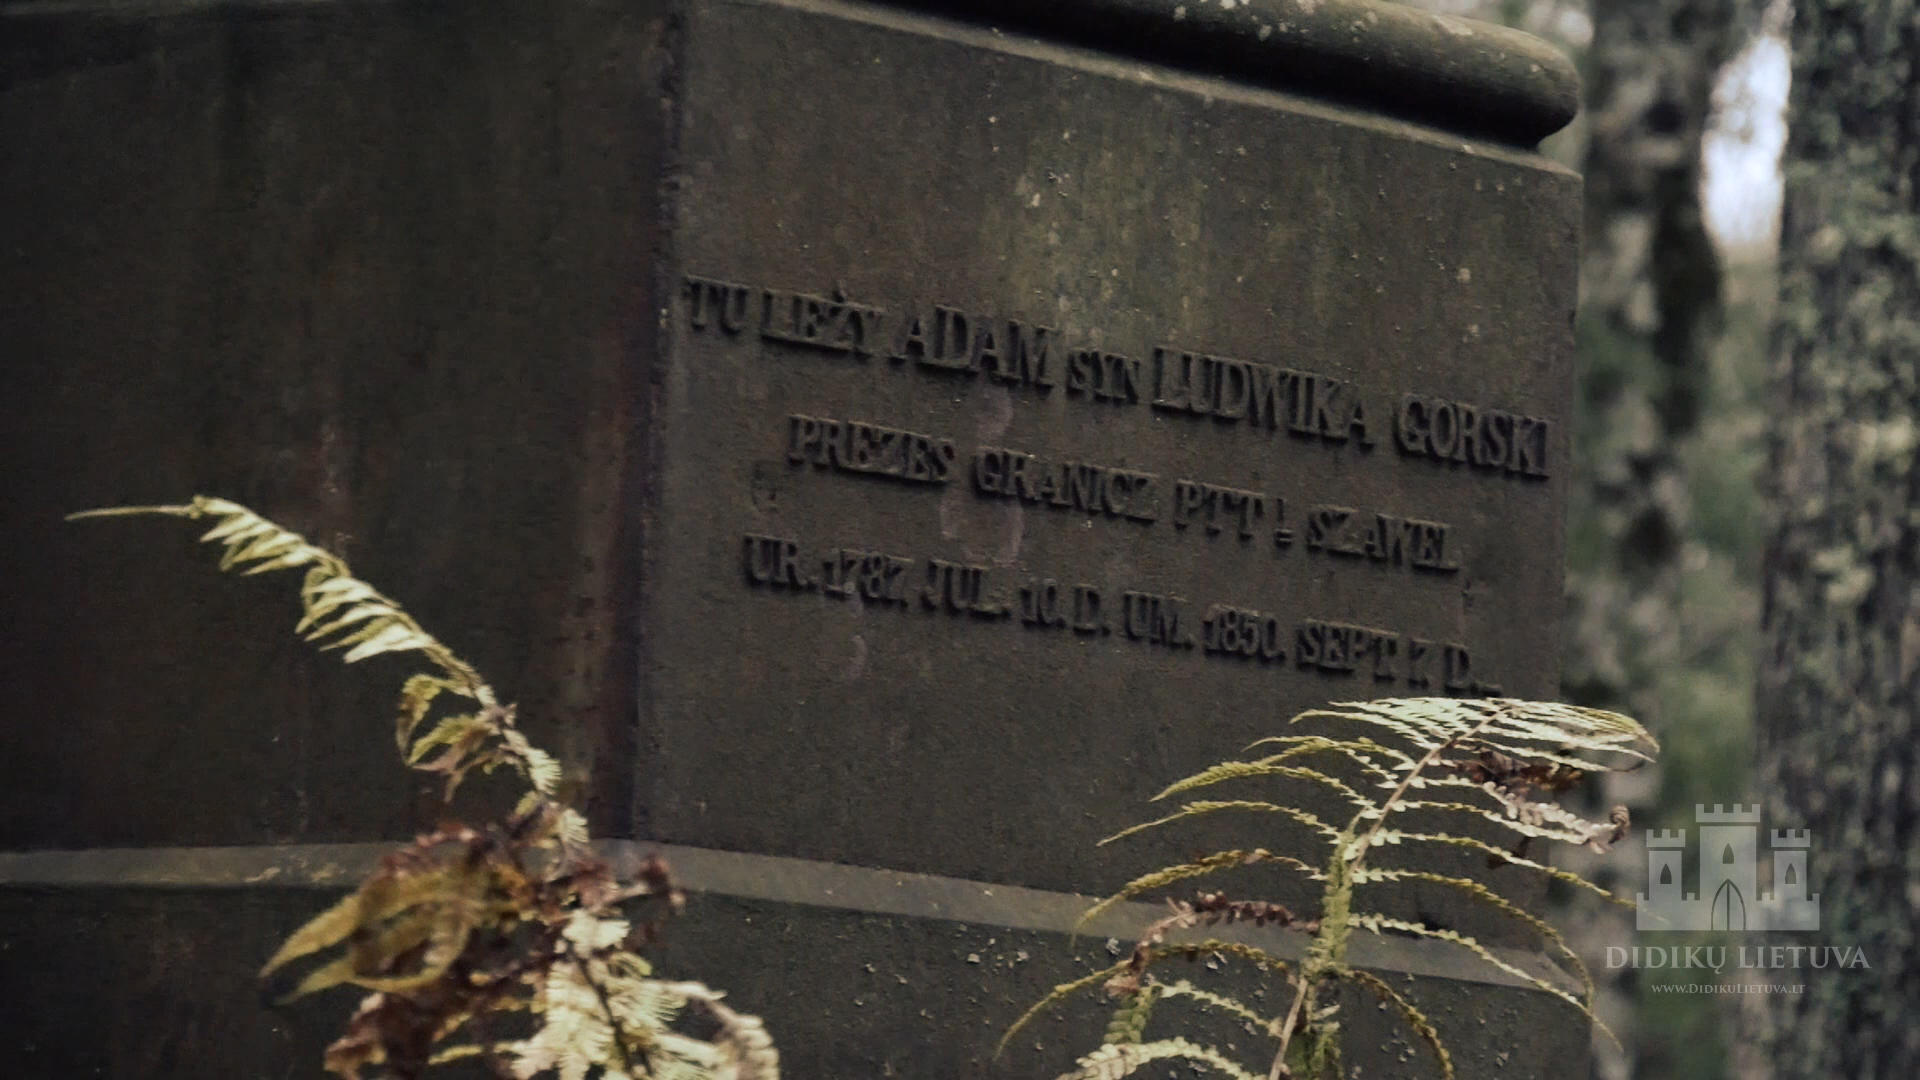 TU LEŻY ADAM SYN LUDWIKA GORSKI
PREZES GRANICZ PTT I. SZAWEL
UR. 1787. JUL. 10. D. UM. 1850. SEPT. 7. D.
DIDIKŲ LIETUVA
WWW.DIDIKULIETUVA.LT